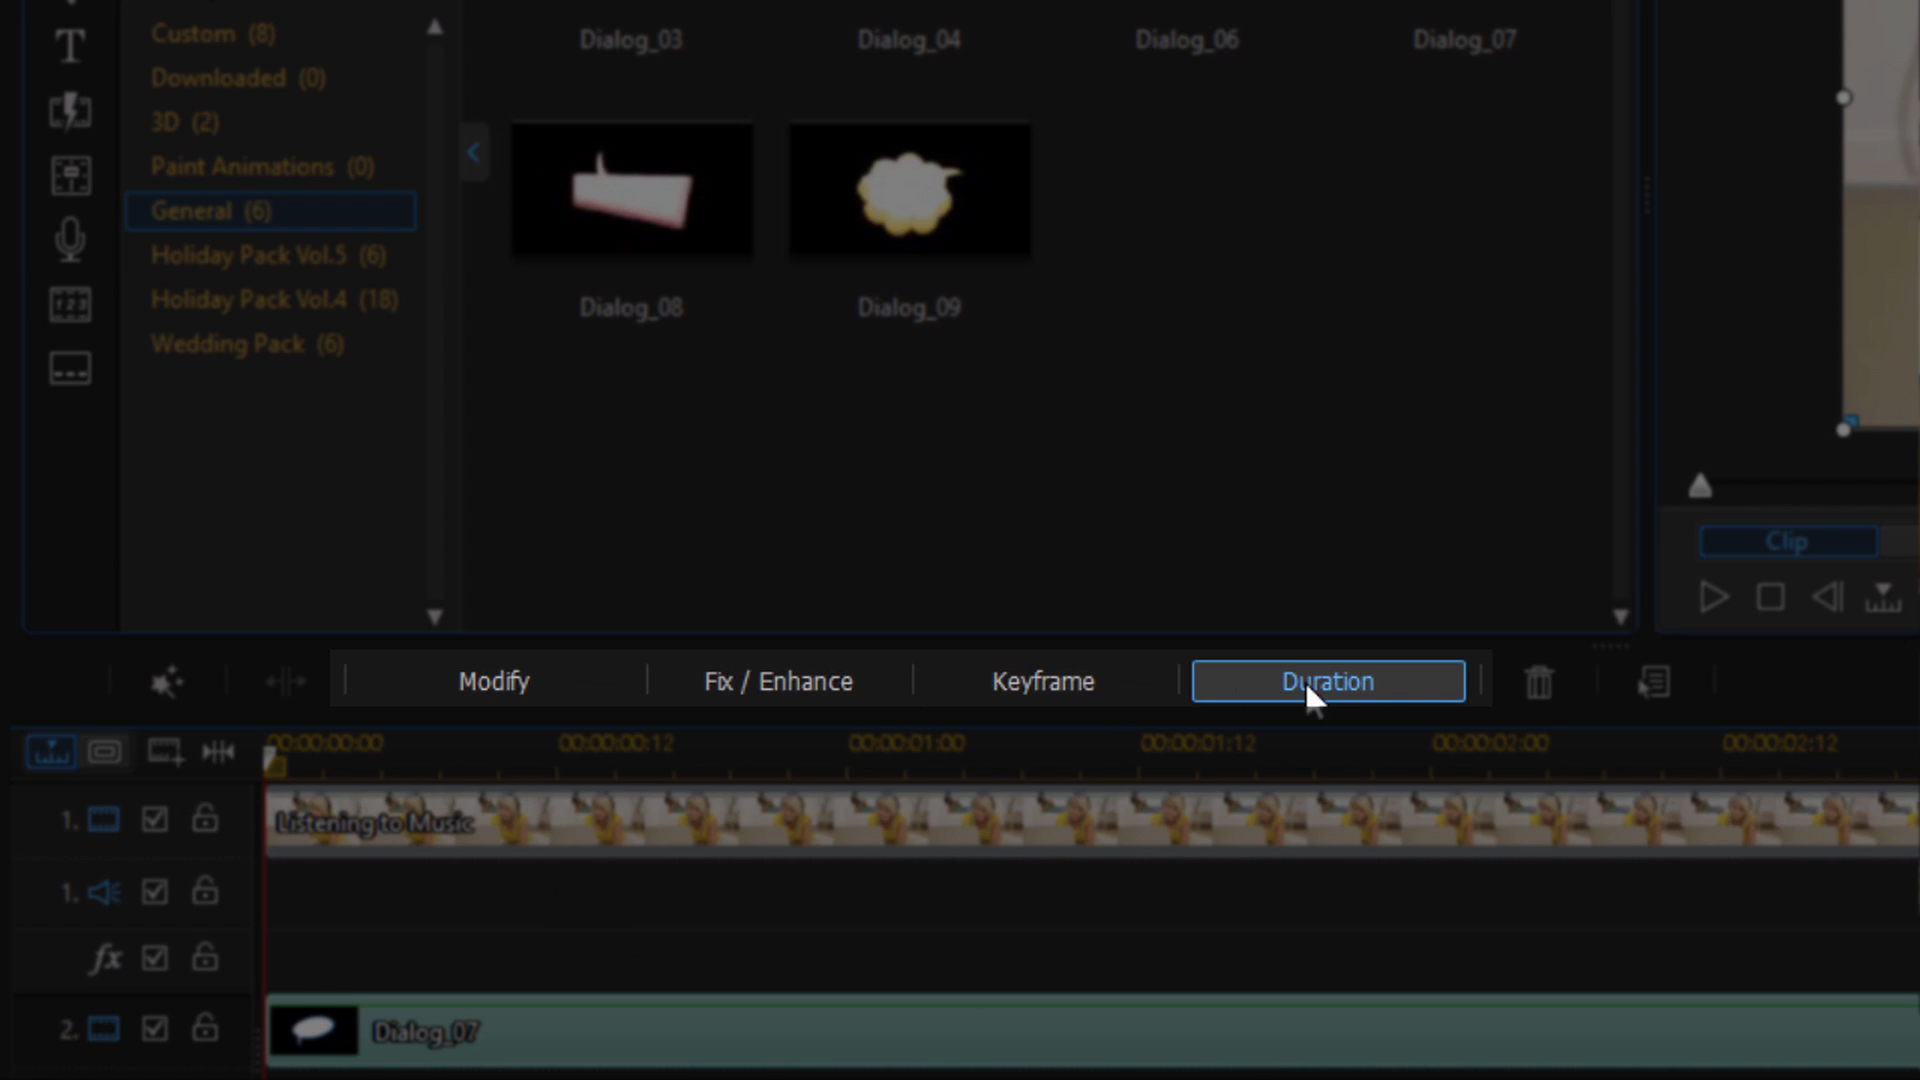 Custom (8)
Downloaded (0)
3D (2)
Paint Animations (0)
General (6)
Holiday Pack Vol.5 (6)
Holiday Pack Vol.4 (18)
Wedding Pack (6)
T
123
Dialog_03 Dialog_04 Dialog_06 Dialog_07
Dialog_08 Dialog_09
Clip
Modify Fix / Enhance Keyframe Duration
00:00:00:00 00:00:00:12 00:00:01:00 00:00:01:12 00:00:02:00 00:00:02:12
1. Listening to Music
1.
fx
2. Dialog_07